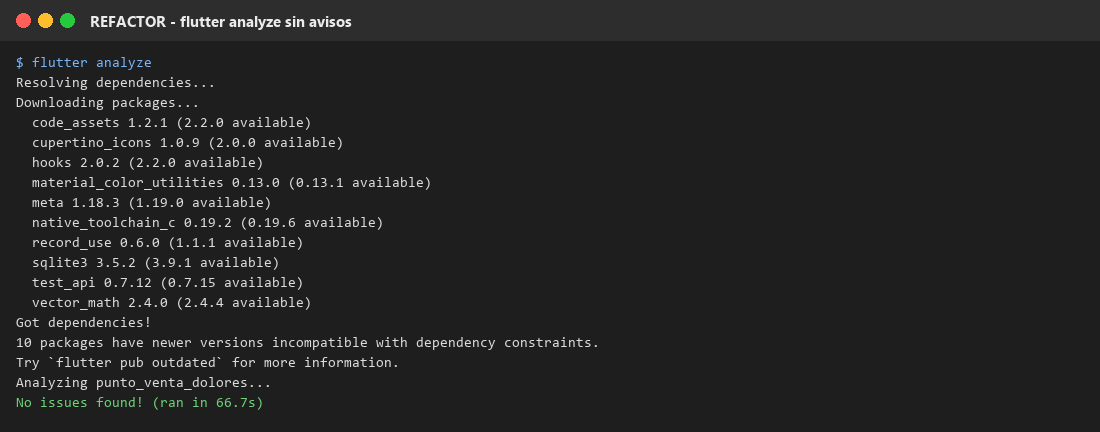 REFACTOR - flutter analyze sin avisos
$ flutter analyze
Resolving dependencies...
Downloading packages...
code_assets 1.2.1 (2.2.0 available)
cupertino_icons 1.0.9 (2.0.0 available)
hooks 2.0.2 (2.2.0 available)
material_color_utilities 0.13.0 (0.13.1 available)
meta 1.18.3 (1.19.0 available)
native_toolchain_c 0.19.2 (0.19.6 available)
record_use 0.6.0 (1.1.1 available)
sqlite3 3.5.2 (3.9.1 available)
test_api 0.7.12 (0.7.15 available)
vector_math 2.4.0 (2.4.4 available)
Got dependencies!
10 packages have newer versions incompatible with dependency constraints.
Try `flutter pub outdated` for more information.
Analyzing punto_venta_dolores...
No issues found! (ran in 66.7s)